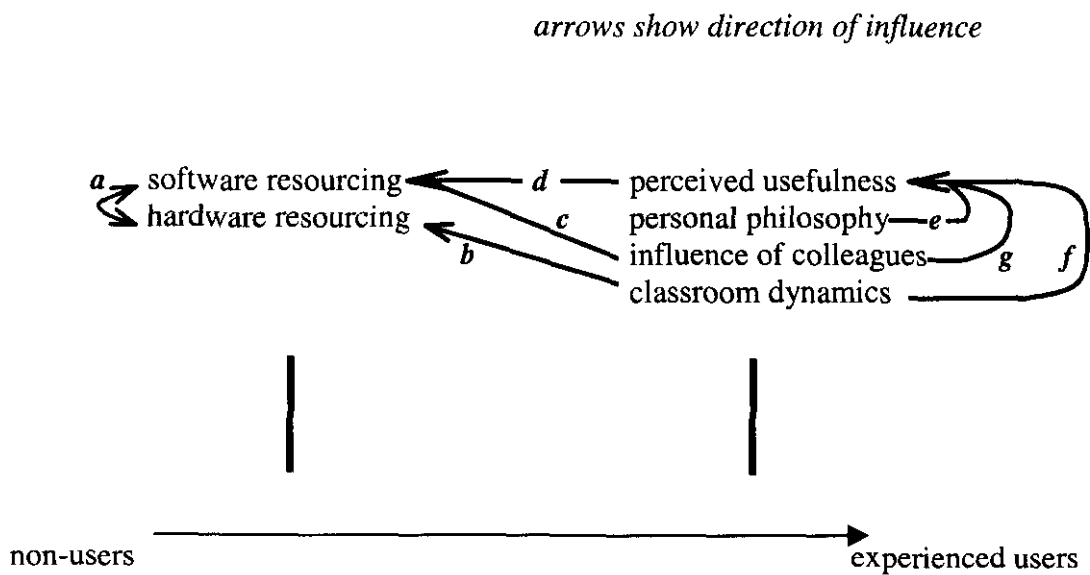 arrows show direction of influence
a software resourcing d perceived usefulness
hardware resourcing c personal philosophy e
b influence of colleagues g f
classroom dynamics
non-users experienced users